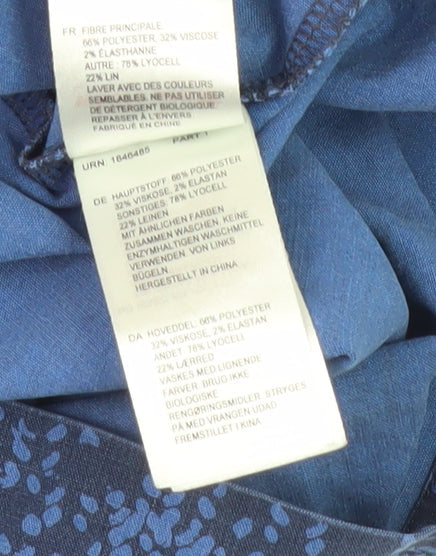 FR FIBRE PRINCIPALE
66% POLYESTER, 32% VISCOSE
2% ÉLASTHANNE
AUTRE : 78% LYOCELL
22% LIN
LAVER AVEC DES COULEURS
SEMBLABLES. NE PAS UTILISER
DE DÉTERGENT BIOLOGIQUE
REPASSER À L'ENVERS
FABRIQUÉ EN CHINE
URN: 1646485 PART 1
DE HAUPTSTOFF: 66% POLYESTER
32% VISKOSE, 2% ELASTAN
SONSTIGES: 78% LYOCELL
22% LEINEN
MIT ÄHNLICHEN FARBEN
ZUSAMMEN WASCHEN. KEINE
ENZYMHALTIGEN WASCHMITTEL
VERWENDEN. VON LINKS
BÜGELN
HERGESTELLT IN CHINA
DA HOVEDDEL: 66% POLYESTER
32% VISKOSE, 2% ELASTAN
ANDET: 78% LYOCELL
22% LÆRRED
VASKES MED LIGNENDE
FARVER. BRUG IKKE
BIOLOGISKE
RENGØRINGSMIDLER. STRYGES
PÅ MED VRANGEN UDAD
FREMSTILLET I KINA